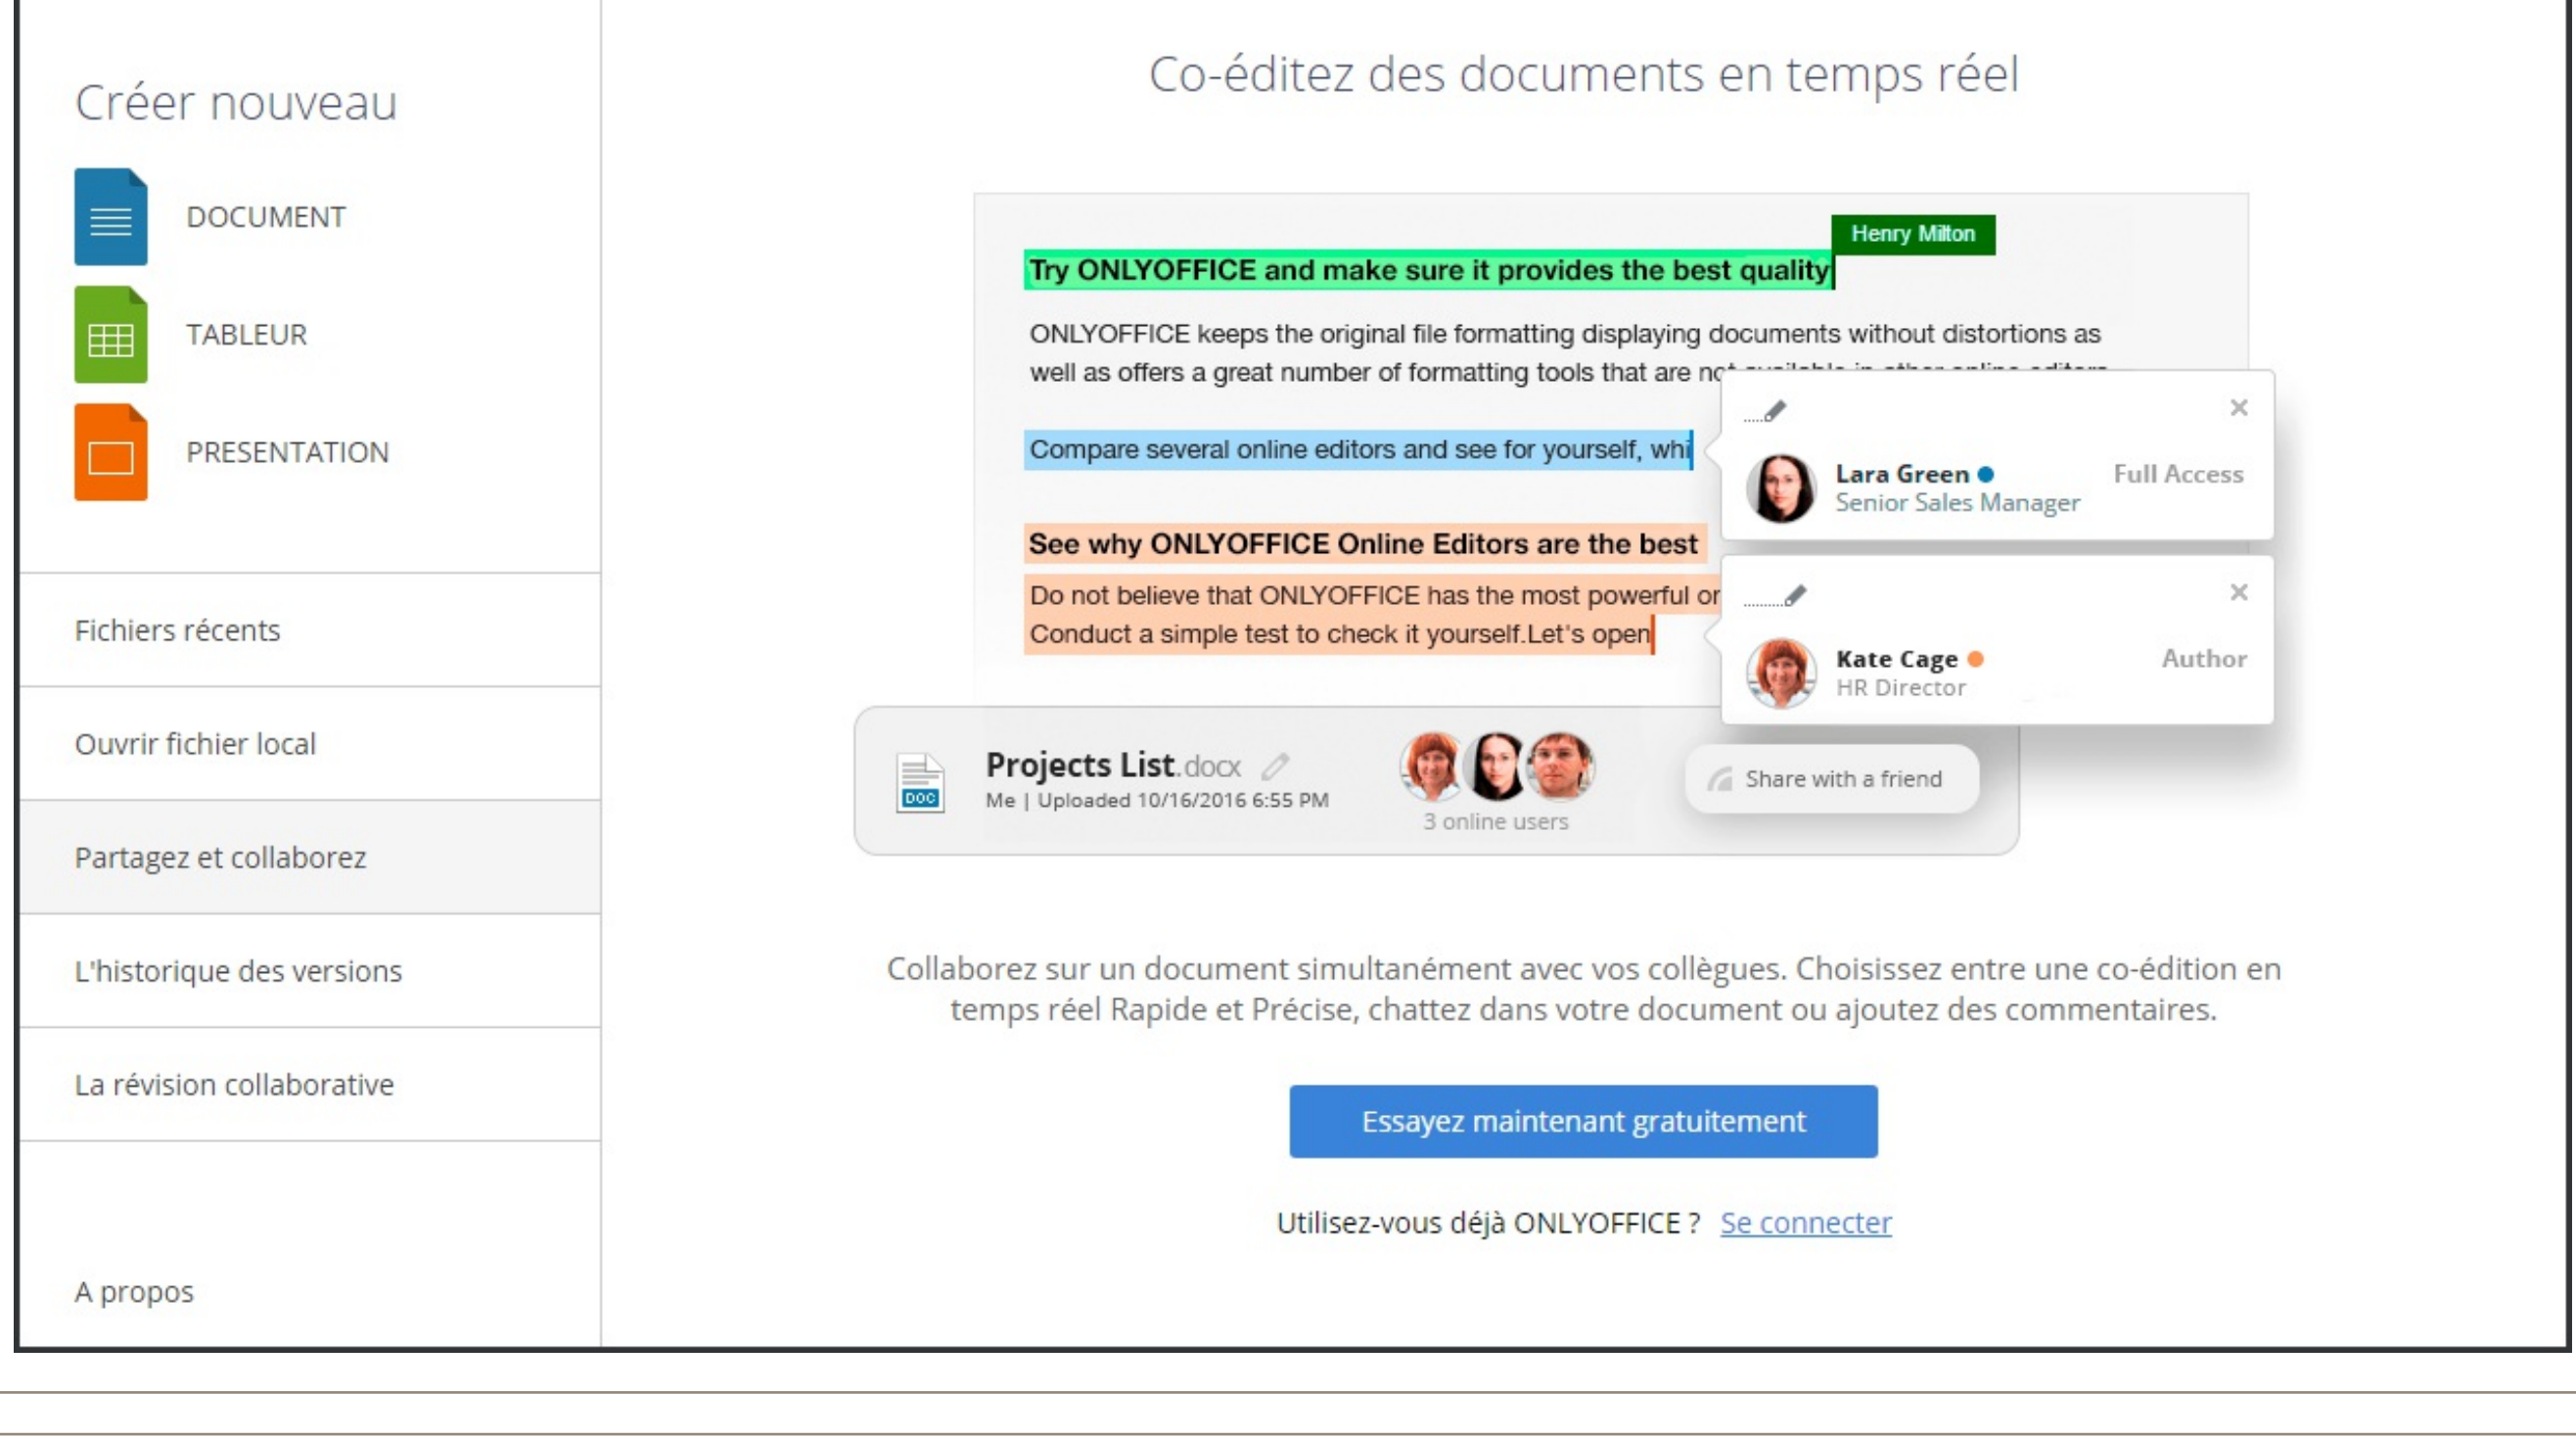 Créer nouveau
DOCUMENT
TABLEUR
PRESENTATION
Fichiers récents
Ouvrir fichier local
Partagez et collaborez
L'historique des versions
La révision collaborative
A propos
Co-éditez des documents en temps réel
Henry Milton
Try ONLYOFFICE and make sure it provides the best quality
ONLYOFFICE keeps the original file formatting displaying documents without distortions as
well as offers a great number of formatting tools that are not available in other online editors
Compare several online editors and see for yourself, whi
Lara Green
Full Access
Senior Sales Manager
See why ONLYOFFICE Online Editors are the best
Do not believe that ONLYOFFICE has the most powerful or
Conduct a simple test to check it yourself.Let's open
Kate Cage
Author
HR Director
DOC
Projects List.docx
Me | Uploaded 10/16/2016 6:55 PM
3 online users
Share with a friend
Collaborez sur un document simultanément avec vos collègues. Choisissez entre une co-édition en
temps réel Rapide et Précise, chattez dans votre document ou ajoutez des commentaires.
Essayez maintenant gratuitement
Utilisez-vous déjà ONLYOFFICE ? Se connecter